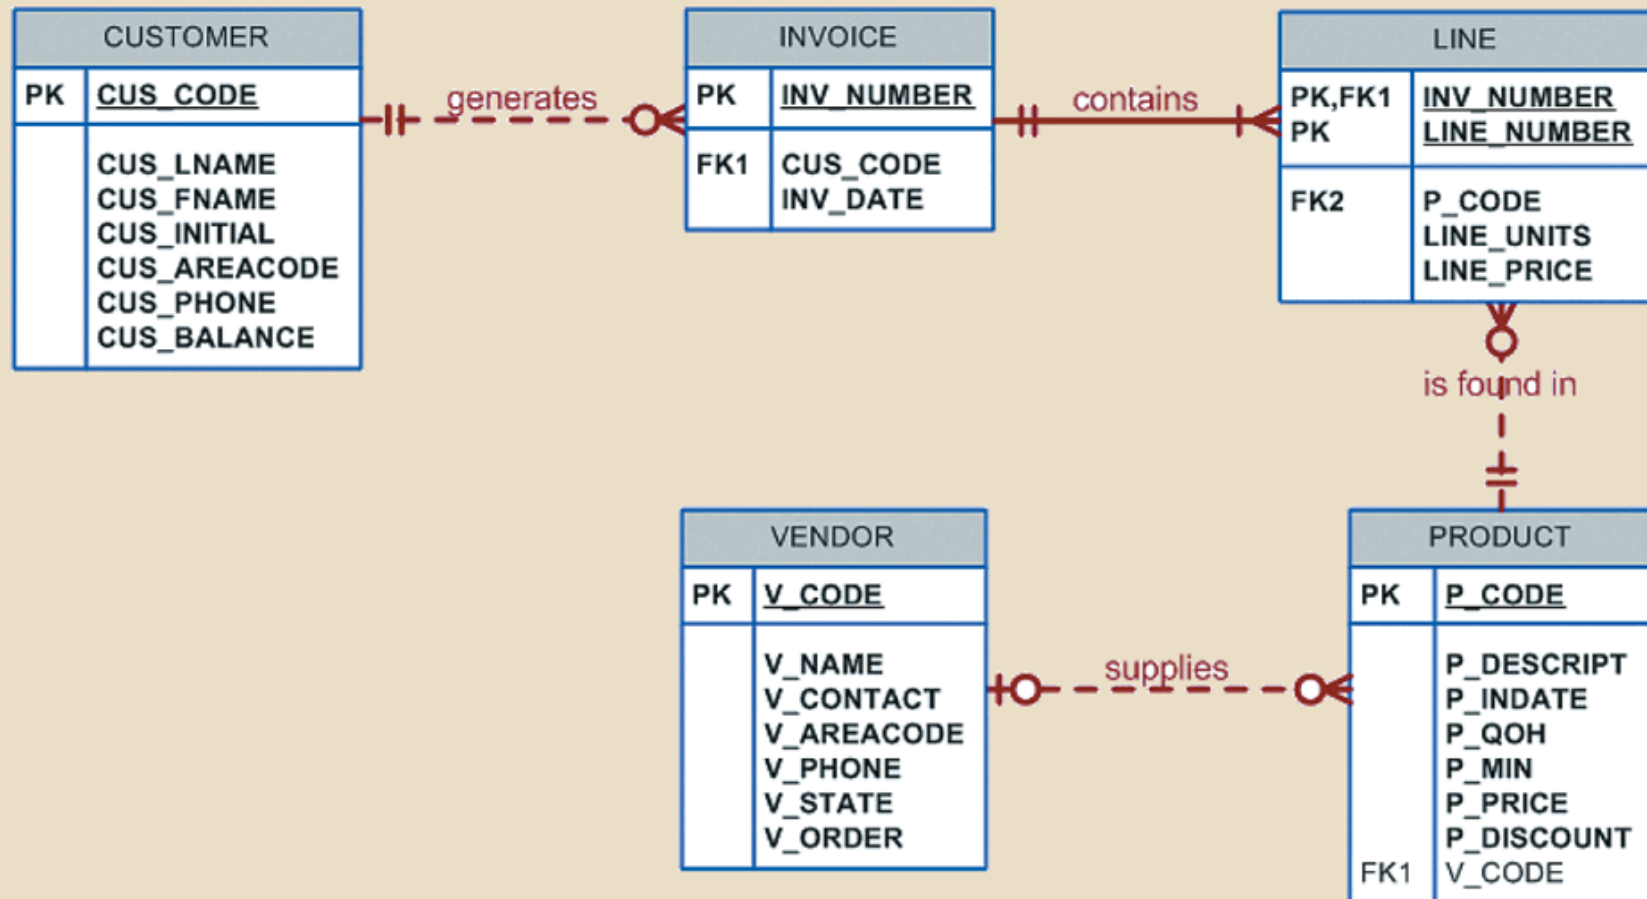 CUSTOMER
PK CUS_CODE
CUS_LNAME
CUS_FNAME
CUS_INITIAL
CUS_AREACODE
CUS_PHONE
CUS_BALANCE
generates
INVOICE
PK INV_NUMBER
FK1 CUS_CODE
INV_DATE
contains
LINE
PK,FK1 INV_NUMBER
PK LINE_NUMBER
FK2 P_CODE
LINE_UNITS
LINE_PRICE
is found in
VENDOR
PK V_CODE
V_NAME
V_CONTACT
V_AREACODE
V_PHONE
V_STATE
V_ORDER
supplies
PRODUCT
PK P_CODE
P_DESCRIPT
P_INDATE
P_QOH
P_MIN
P_PRICE
P_DISCOUNT
FK1 V_CODE